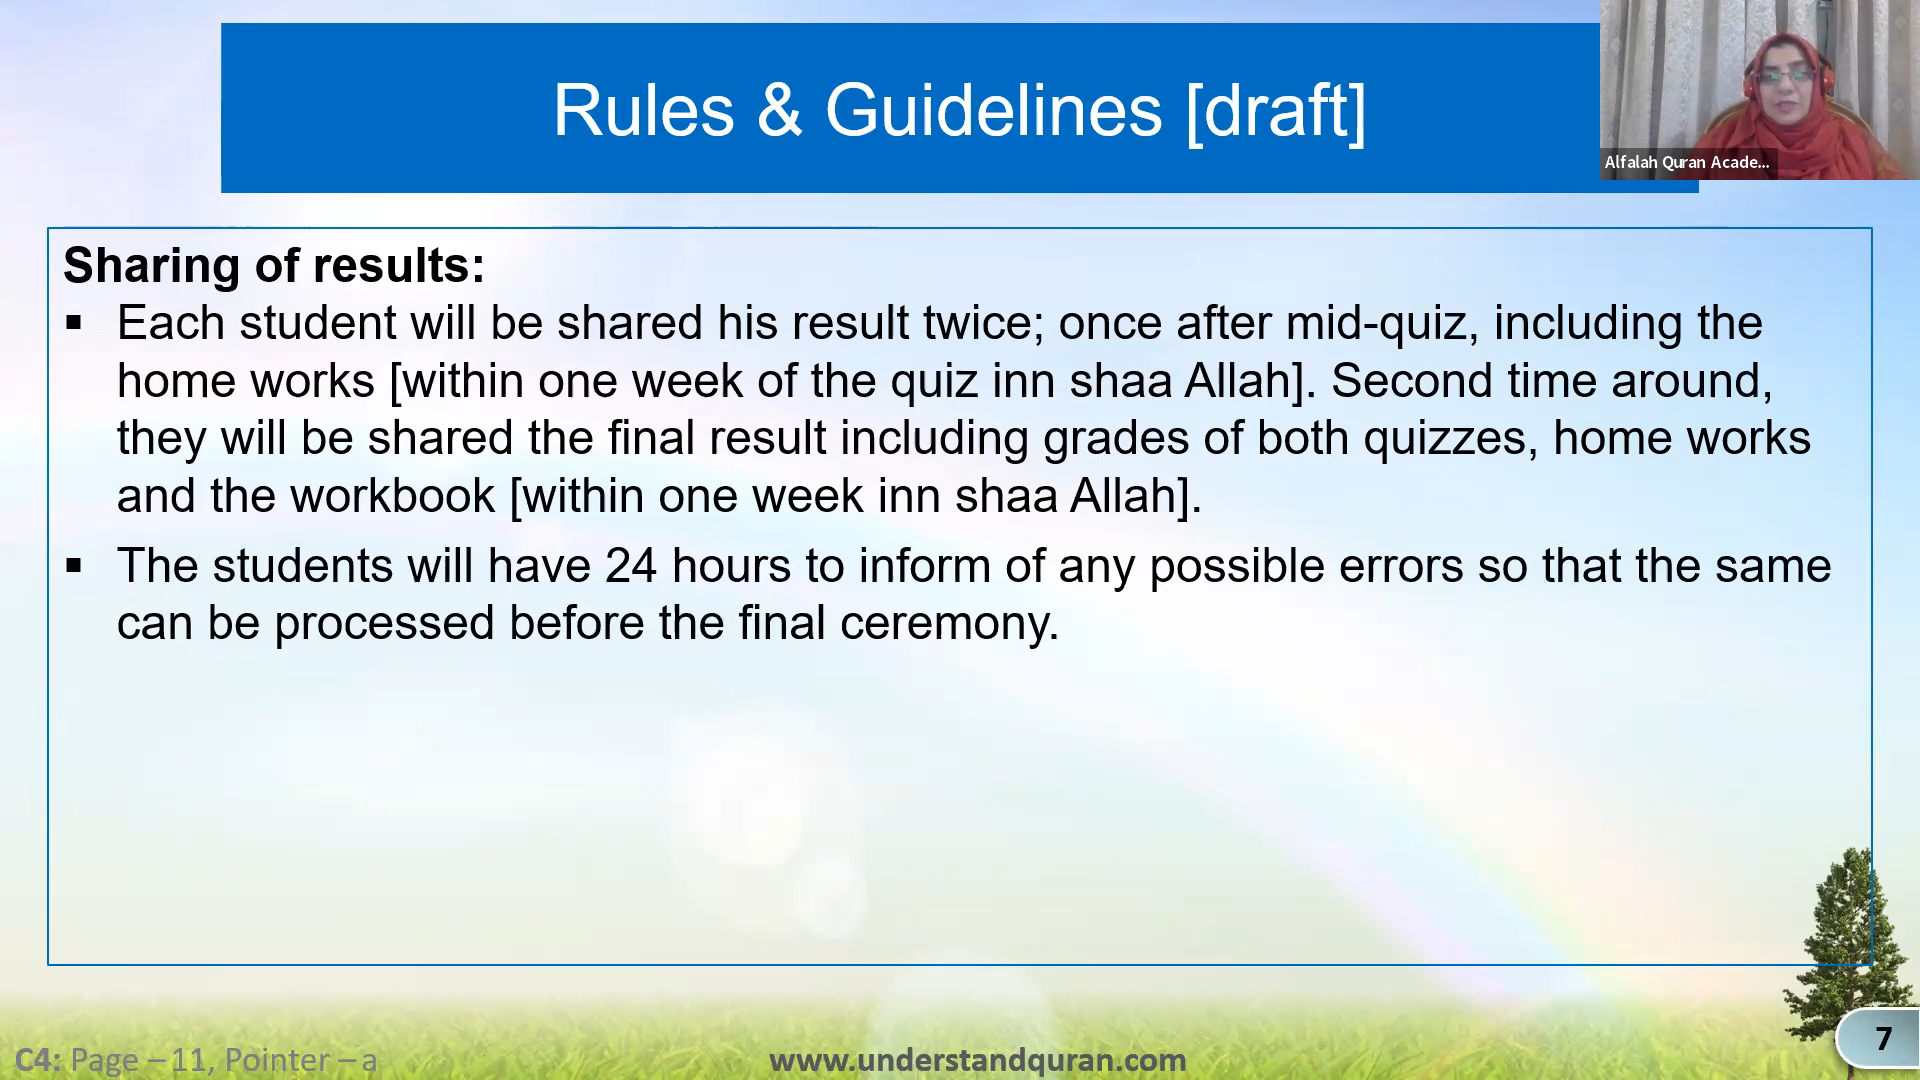 Rules & Guidelines [draft]
Alfalah Quran Acade...
Sharing of results:
▪ Each student will be shared his result twice; once after mid-quiz, including the
home works [within one week of the quiz inn shaa Allah]. Second time around,
they will be shared the final result including grades of both quizzes, home works
and the workbook [within one week inn shaa Allah].
▪ The students will have 24 hours to inform of any possible errors so that the same
can be processed before the final ceremony.
C4: Page – 11, Pointer – a
www.understandquran.com
7